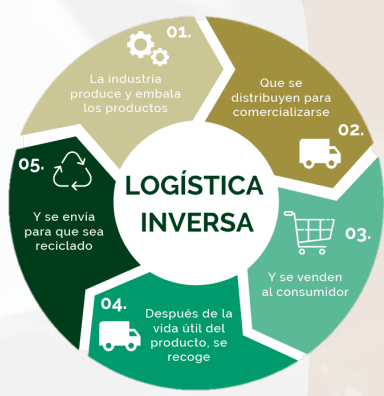 LOGÍSTICA
INVERSA
01.
La industria
produce y embala
los productos
Que se
distribuyen para
comercializarse
02.
03.
Y se venden
al consumidor
04.
Después de la
vida útil del
producto, se
recoge
05.
Y se envía
para que sea
reciclado